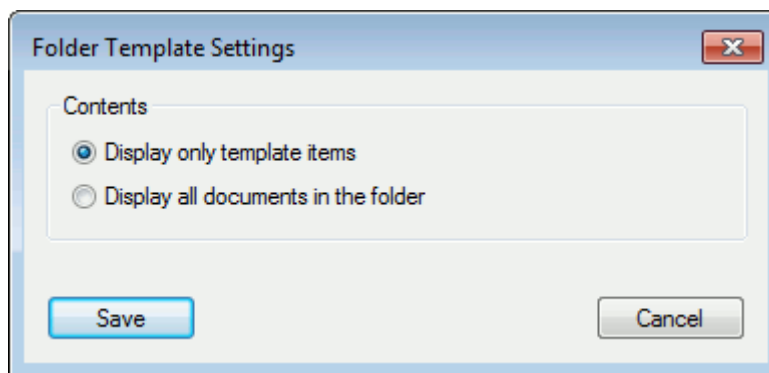 Folder Template Settings
Contents
Display only template items
Display all documents in the folder
Save
Cancel